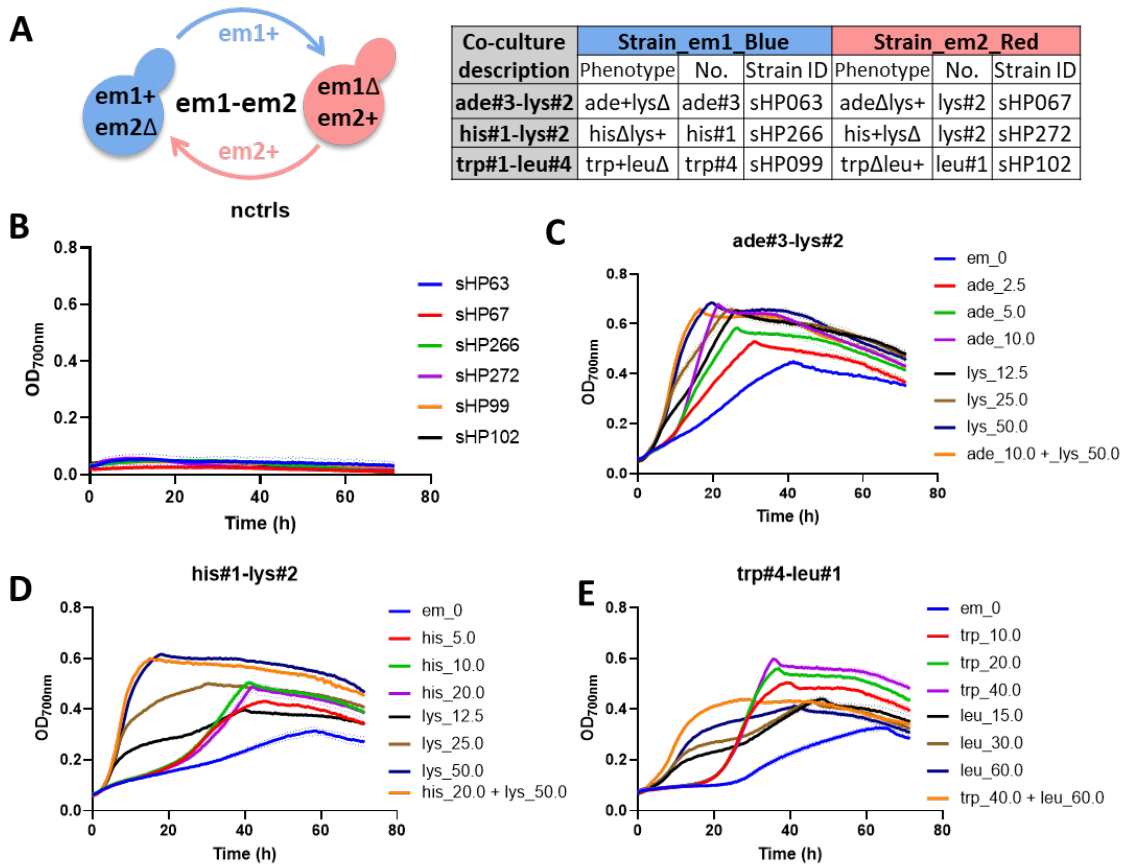 A
em1+
em1+
em2Δ
em1-em2
em1Δ
em2+
em2+
Co-culture description Strain_em1_Blue Strain_em2_Red
Phenotype No. Strain ID Phenotype No. Strain ID
ade#3-lys#2 ade+lysΔ ade#3 sHP063 adeΔlys+ lys#2 sHP067
his#1-lys#2 hisΔlys+ his#1 sHP266 his+lysΔ lys#2 sHP272
trp#1-leu#4 trp+leuΔ trp#4 sHP099 trpΔleu+ leu#1 sHP102
B
nctrls
OD700nm
0.8
0.6
0.4
0.2
0.0
0 20 40 60 80
Time (h)
sHP63
sHP67
sHP266
sHP272
sHP99
sHP102
C
ade#3-lys#2
OD700nm
0.8
0.6
0.4
0.2
0.0
0 20 40 60 80
Time (h)
em_0
ade_2.5
ade_5.0
ade_10.0
lys_12.5
lys_25.0
lys_50.0
ade_10.0 +_lys_50.0
D
his#1-lys#2
OD700nm
0.8
0.6
0.4
0.2
0.0
0 20 40 60 80
Time (h)
em_0
his_5.0
his_10.0
his_20.0
lys_12.5
lys_25.0
lys_50.0
his_20.0 + lys_50.0
E
trp#4-leu#1
OD700nm
0.8
0.6
0.4
0.2
0.0
0 20 40 60 80
Time (h)
em_0
trp_10.0
trp_20.0
trp_40.0
leu_15.0
leu_30.0
leu_60.0
trp_40.0 + leu_60.0